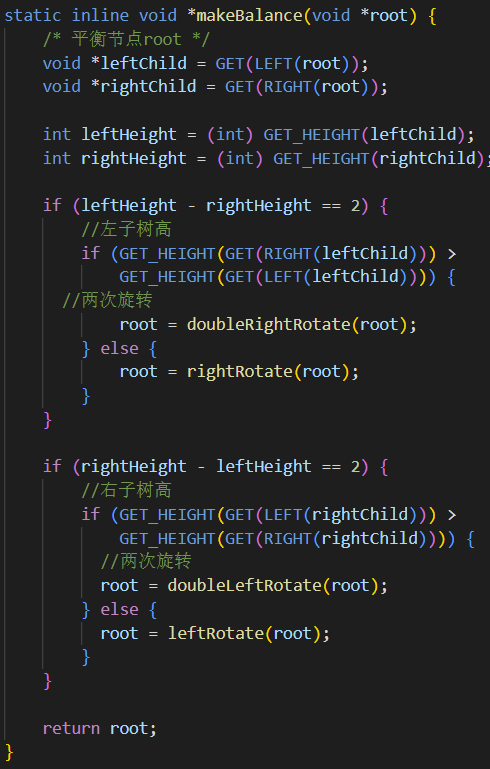 static inline void *makeBalance(void *root) {
    /* 平衡节点root */
    void *leftChild = GET(LEFT(root));
    void *rightChild = GET(RIGHT(root));

    int leftHeight = (int) GET_HEIGHT(leftChild);
    int rightHeight = (int) GET_HEIGHT(rightChild);

    if (leftHeight - rightHeight == 2) {
        //左子树高
        if (GET_HEIGHT(GET(RIGHT(leftChild))) >
            GET_HEIGHT(GET(LEFT(leftChild)))) {
      //两次旋转
            root = doubleRightRotate(root);
        } else {
            root = rightRotate(root);
        }
    }

    if (rightHeight - leftHeight == 2) {
        //右子树高
        if (GET_HEIGHT(GET(LEFT(rightChild))) >
            GET_HEIGHT(GET(RIGHT(rightChild)))) {
          //两次旋转
          root = doubleLeftRotate(root);
        } else {
          root = leftRotate(root);
        }
    }

    return root;
}